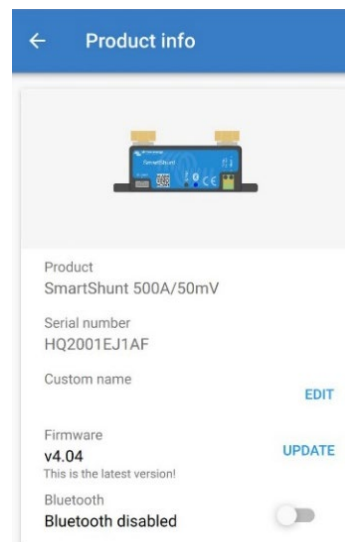 Product info
SmartShunt
Product
SmartShunt 500A/50mV
Serial number
HQ2001EJ1AF
Custom name
EDIT
Firmware
v4.04
UPDATE
This is the latest version!
Bluetooth
Bluetooth disabled